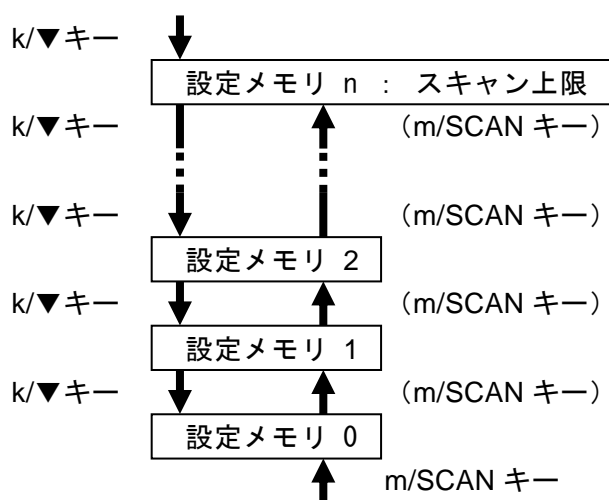 k/▼キー
設定メモリ n : スキャン上限
k/▼キー (m/SCAN キー)
k/▼キー (m/SCAN キー)
設定メモリ 2
k/▼キー (m/SCAN キー)
設定メモリ 1
k/▼キー (m/SCAN キー)
設定メモリ 0
m/SCAN キー